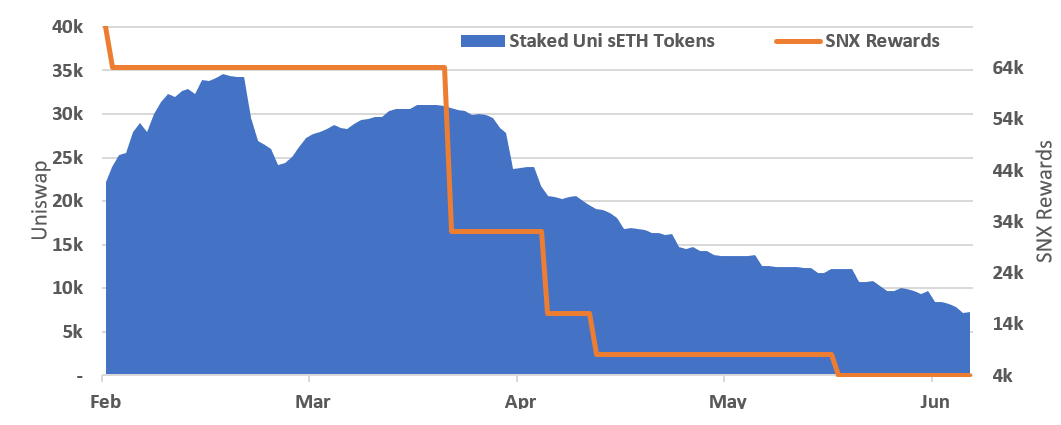 Staked Uni sETH Tokens
SNX Rewards
Uniswap
40k
35k
30k
25k
20k
15k
10k
5k
-
SNX Rewards
64k
54k
44k
34k
24k
14k
4k
Feb
Mar
Apr
May
Jun